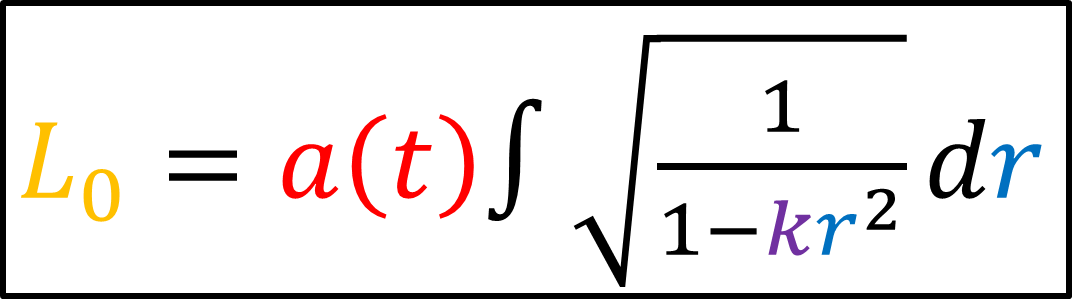 L₀ = a(t)∫√(1/(1−kr²)) dr